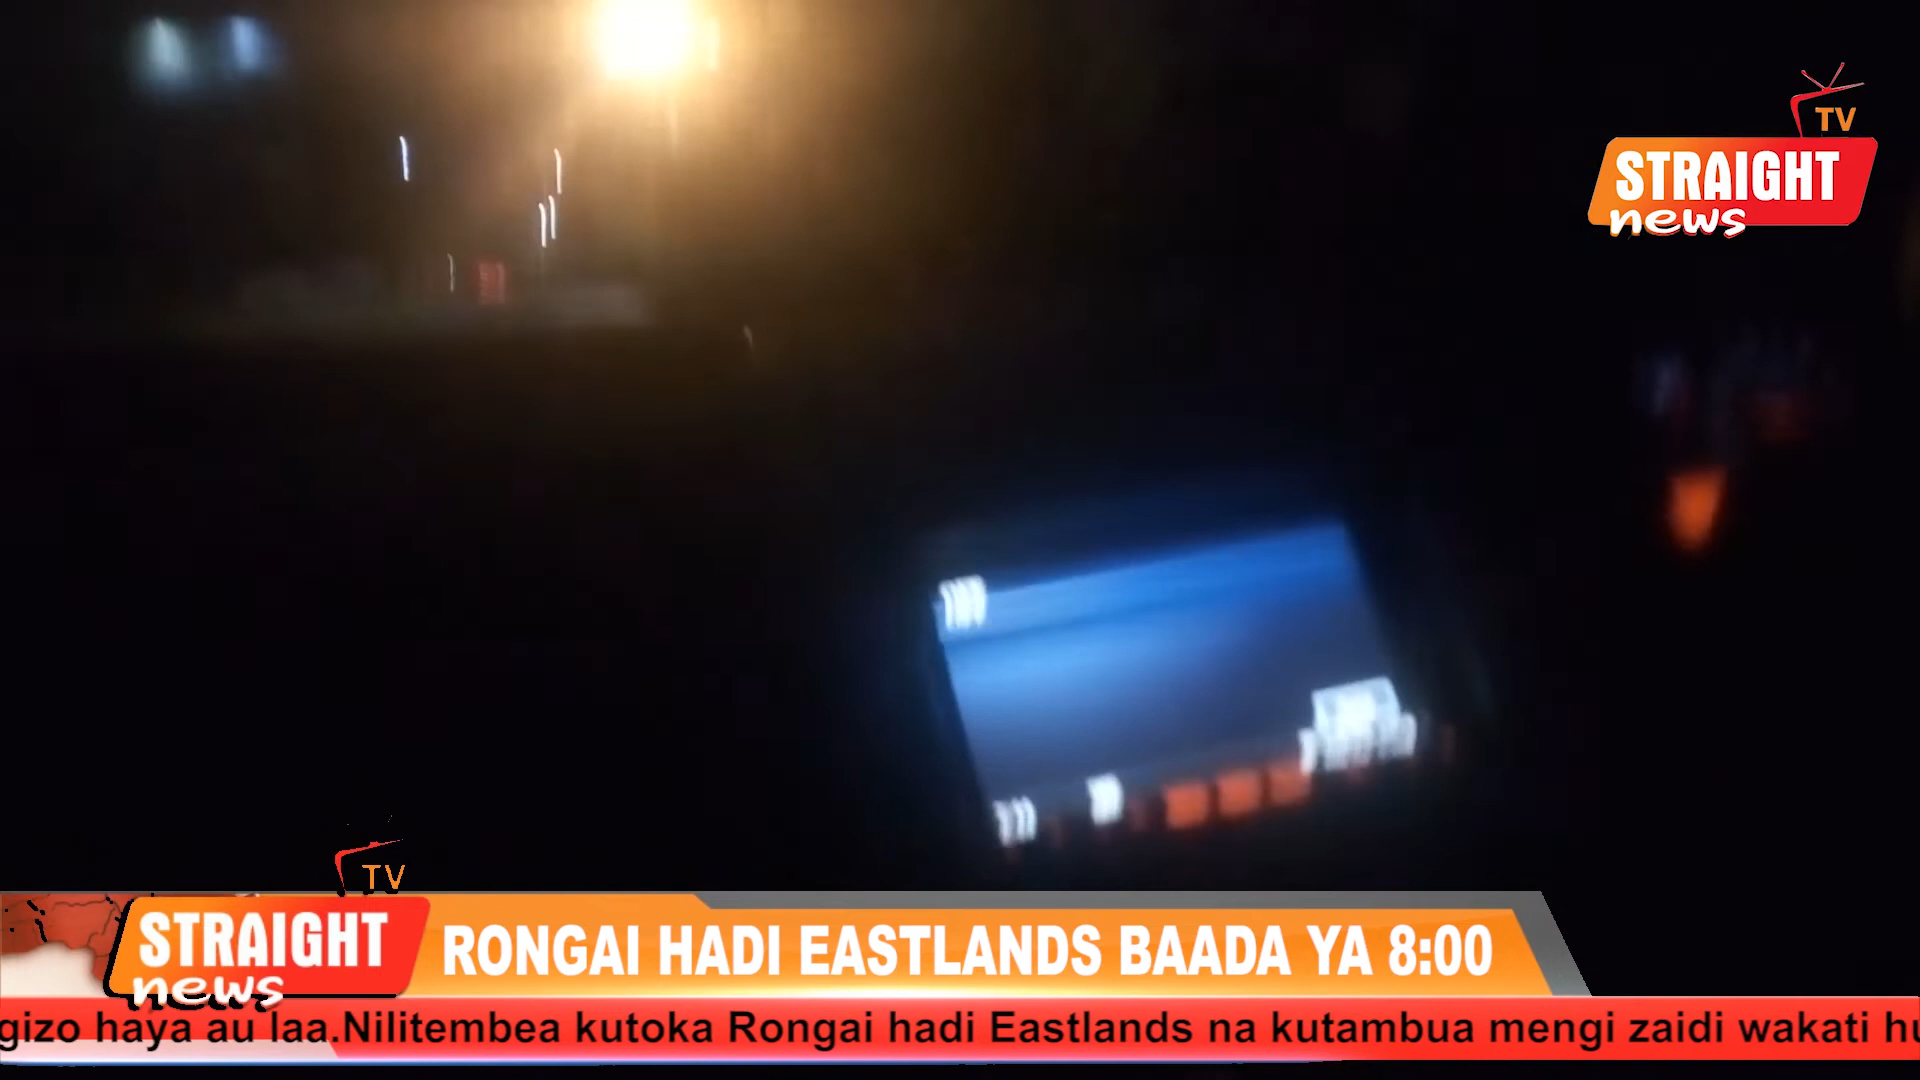 TV
STRAIGHT
news
TV
STRAIGHT
news
RONGAI HADI EASTLANDS BAADA YA 8:00
gizo haya au laa.Nilitembea kutoka Rongai hadi Eastlands na kutambua mengi zaidi wakati hu